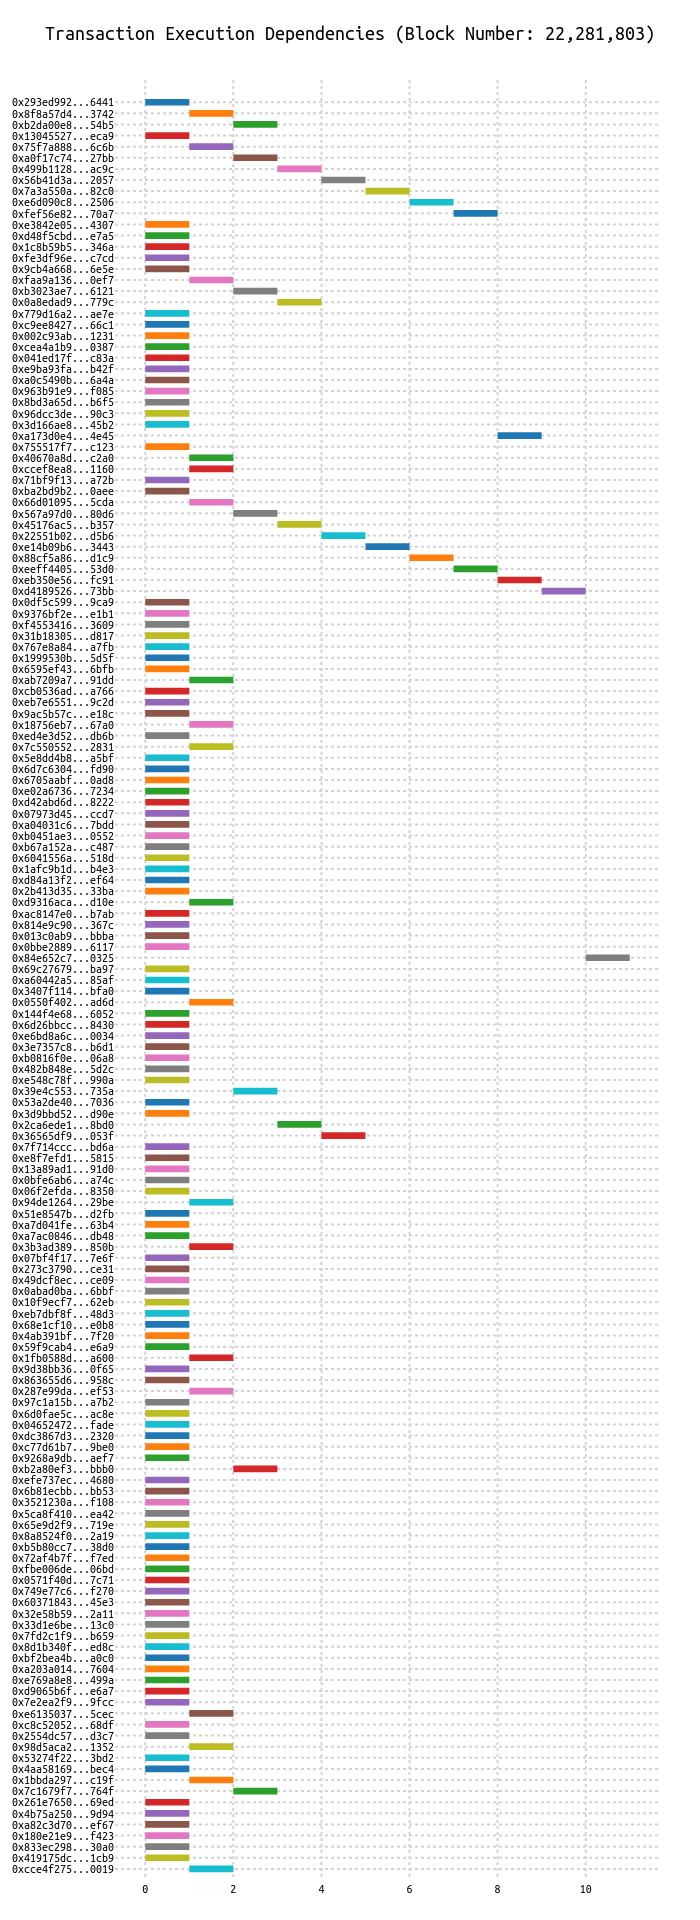 Transaction Execution Dependencies (Block Number: 22,281,803)
0x293ed992...6441
0x8f8a57d4...3742
0xb2da00e8...54b5
0x13045527...eca9
0x75f7a888...6c6b
0xa0f17c74...27bb
0x499b1128...ac9c
0x56b41d3a...2057
0x7a3a550a...82c0
0xe6d090c8...2506
0xfef56e82...70a7
0xe3842e05...4307
0xd48f5cbd...e7a5
0x1c8b59b5...346a
0xfe3df96e...c7cd
0x9cb4a668...6e5e
0xfaa9a136...0ef7
0xb3023ae7...6121
0x0a8edad9...779c
0x779d16a2...ae7e
0xc9ee8427...66c1
0x002c93ab...1231
0xcea4a1b9...0387
0x041ed17f...c83a
0xe9ba93fa...b42f
0xa0c5490b...6a4a
0x963b91e9...f085
0x8bd3a65d...b6f5
0x96dcc3de...90c3
0x3d166ae8...45b2
0xa173d0e4...4e45
0x755517f7...c123
0x40670a8d...c2a0
0xccef8ea8...1160
0x71bf9f13...a72b
0xba2bd9b2...0aee
0x66d01095...5cda
0x567a97d0...80d6
0x45176ac5...b357
0x22551b02...d5b6
0xe14b09b6...3443
0x88cf5a86...d1c9
0xeeff4405...53d0
0xeb350e56...fc91
0xd4189526...73bb
0x0df5c599...9ca9
0x9376bf2e...e1b1
0xf4553416...3609
0x31b18305...d817
0x767e8a84...a7fb
0x1999530b...5d5f
0x6595ef43...6bfb
0xab7209a7...91dd
0xcb0536ad...a766
0xeb7e6551...9c2d
0x9ac5b57c...e18c
0x18756eb7...67a0
0xed4e3d52...db6b
0x7c550552...2831
0x5e8dd4b8...a5bf
0x6d7c6304...fd90
0x6705aabf...0ad8
0xe02a6736...7234
0xd42abd6d...8222
0x07973d45...ccd7
0xa04031c6...7bdd
0xb0451ae3...0552
0xb67a152a...c487
0x6041556a...518d
0x1afc9b1d...b4e3
0xd84a13f2...ef64
0x2b413d35...33ba
0xd9316aca...d10e
0xac8147e0...b7ab
0x814e9c90...367c
0x013c0ab9...bbba
0x0bbe2889...6117
0x84e652c7...0325
0x69c27679...ba97
0xa60442a5...85af
0x3407f114...bfa0
0x0550f402...ad6d
0x144f4e68...6052
0x6d26bbcc...8430
0xe6bd8a6c...0034
0x3e7357c8...b6d1
0xb0816f0e...06a8
0x482b848e...5d2c
0xe548c78f...990a
0x39e4c553...735a
0x53a2de40...7036
0x3d9bbd52...d90e
0x2ca6ede1...8bd0
0x36565df9...053f
0x7f714ccc...bd6a
0xe8f7efd1...5815
0x13a89ad1...91d0
0x0bfe6ab6...a74c
0x06f2efda...8350
0x94de1264...29be
0x51e8547b...d2fb
0xa7d041fe...63b4
0xa7ac0846...db48
0x3b3ad389...850b
0x07bf4f17...7e6f
0x273c3790...ce31
0x49dcf8ec...ce09
0x0abad0ba...6bbf
0x10f9ecf7...62eb
0xeb7dbf8f...48d3
0x68e1cf10...e0b8
0x4ab391bf...7f20
0x59f9cab4...e6a9
0x1fb0588d...a600
0x9d38bb36...0f65
0x863655d6...958c
0x287e99da...ef53
0x97c1a15b...a7b2
0x6d0fae5c...ac8e
0x04652472...fade
0xdc3867d3...2320
0xc77d61b7...9be0
0x9268a9db...aef7
0xb2a80ef3...bbb0
0xefe737ec...4680
0x6b81ecbb...bb53
0x3521230a...f108
0x5ca8f410...ea42
0x65e9d2f9...719e
0x8a8524f0...2a19
0xb5b80cc7...38d0
0x72af4b7f...f7ed
0xfbe006de...06bd
0x0571f40d...7c71
0x749e77c6...f270
0x60371843...45e3
0x32e58b59...2a11
0x33d1e6be...13c0
0x7fd2c1f9...b659
0x8d1b340f...ed8c
0xbf2bea4b...a0c0
0xa203a014...7604
0xe769a8e8...499a
0xd9065b6f...e6a7
0x7e2ea2f9...9fcc
0xe6135037...5cec
0xc8c52052...68df
0x2554dc57...d3c7
0x98d5aca2...1352
0x53274f22...3bd2
0x4aa58169...bec4
0x1bbda297...c19f
0x7c1679f7...764f
0x261e7650...69ed
0x4b75a250...9d94
0xa82c3d70...ef67
0x180e21e9...f423
0x833ec298...30a0
0x419175dc...1cb9
0xcce4f275...0019
0 2 4 6 8 10